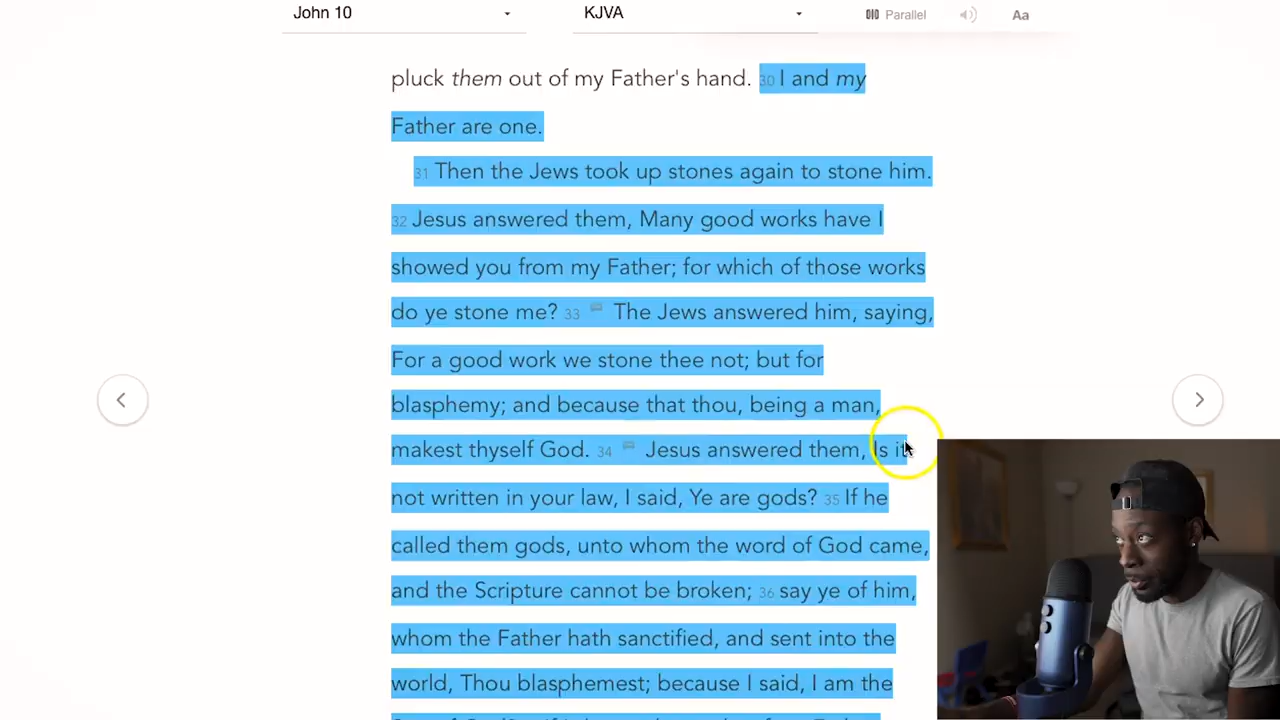 John 10 KJVA Parallel Aa
pluck them out of my Father's hand. 30 I and my
Father are one.
31 Then the Jews took up stones again to stone him.
32 Jesus answered them, Many good works have I
showed you from my Father; for which of those works
do ye stone me? 33 The Jews answered him, saying,
For a good work we stone thee not; but for
blasphemy; and because that thou, being a man,
makest thyself God. 34 Jesus answered them, Is it
not written in your law, I said, Ye are gods? 35 If he
called them gods, unto whom the word of God came,
and the Scripture cannot be broken; 36 say ye of him,
whom the Father hath sanctified, and sent into the
world, Thou blasphemest; because I said, I am the